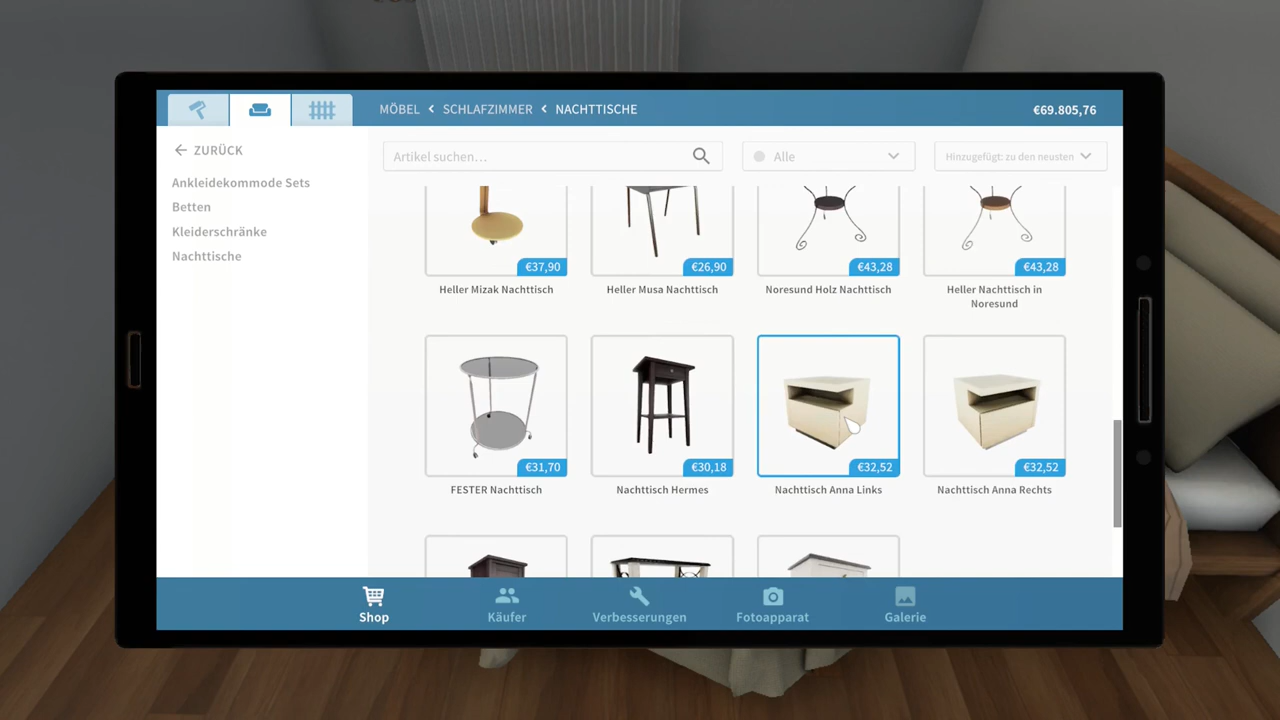 MÖBEL < SCHLAFZIMMER < NACHTTISCHE
€69.805,76
ZURÜCK
Ankleidekommode Sets
Betten
Kleiderschränke
Nachttische
Artikel suchen…
Alle
Hinzugefügt: zu den neusten
€37,90
€26,90
€43,28
€43,28
Heller Mizak Nachttisch
Heller Musa Nachttisch
Noresund Holz Nachttisch
Heller Nachttisch in
Noresund
€31,70
€30,18
€32,52
€32,52
FESTER Nachttisch
Nachttisch Hermes
Nachttisch Anna Links
Nachttisch Anna Rechts
Shop
Käufer
Verbesserungen
Fotoapparat
Galerie